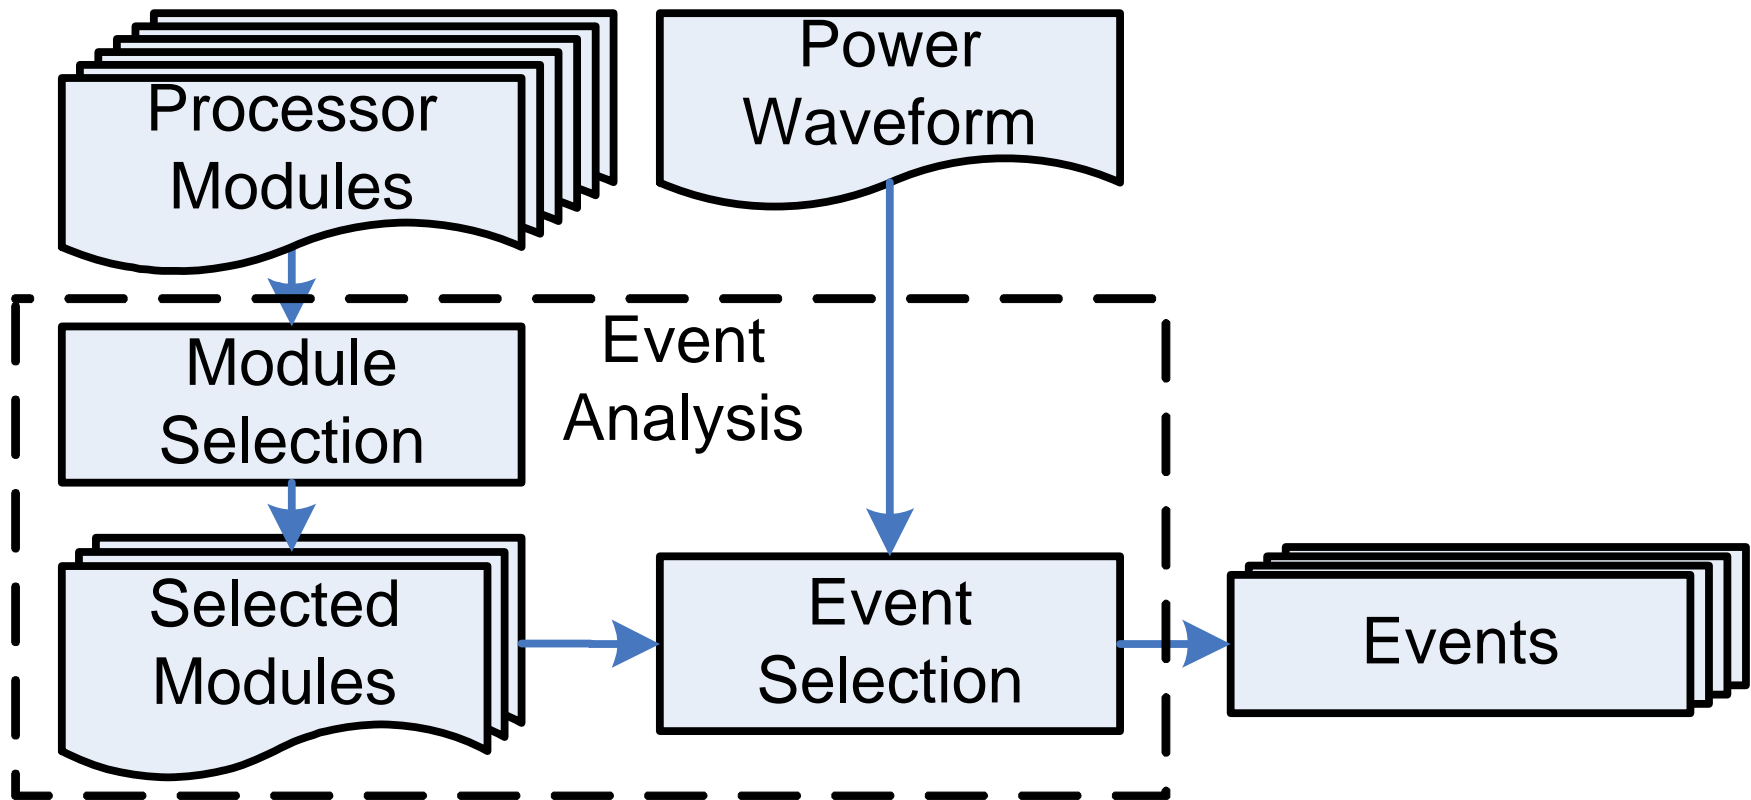 Processor
Modules
Power
Waveform
Module
Selection
Event
Analysis
Selected
Modules
Event
Selection
Events